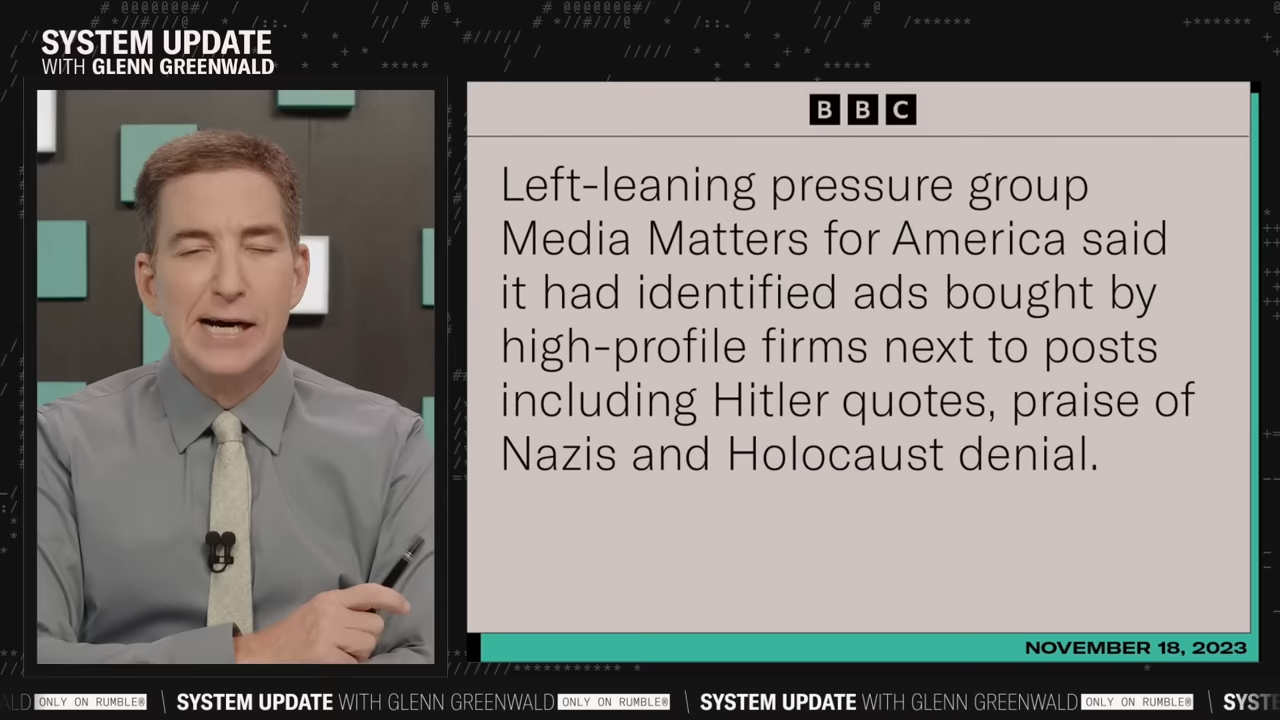 SYSTEM UPDATE
WITH GLENN GREENWALD
BBC
Left-leaning pressure group
Media Matters for America said
it had identified ads bought by
high-profile firms next to posts
including Hitler quotes, praise of
Nazis and Holocaust denial.
NOVEMBER 18, 2023
ALD ONLY ON RUMBLE® SYSTEM UPDATE WITH GLENN GREENWALD ONLY ON RUMBLE® SYSTEM UPDATE WITH GLENN GREENWALD ONLY ON RUMBLE® SYST